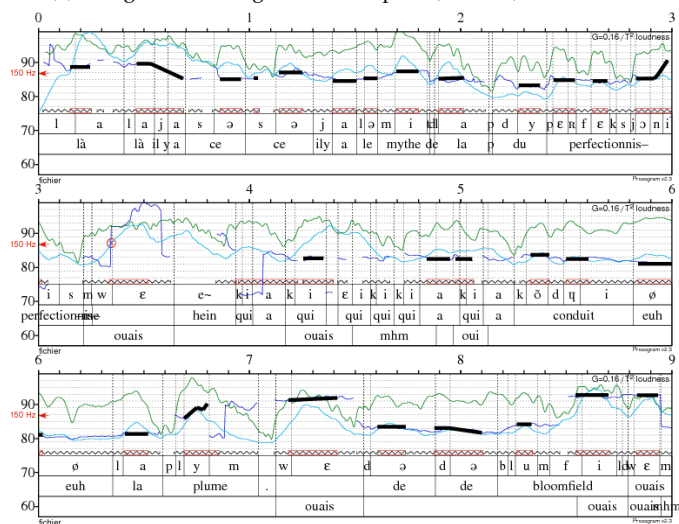 0 1 2 3
G=0.16 / T² loudness
90
150 Hz
80
70
l a l a j a s ə s ə j a l ə m i t d l a p d y p ɛ ʀ f ɛ k s j ɔ n i
60
là là il y a ce ce ily a le mythe de la p du perfectionnis–
fichier
Prosogram v2.3
3 4 5 6
G=0.16 / T² loudness
90
150 Hz
80
70
i s m w ɛ e~ k i a k i ɛ i k i k i a k i a k õ d ɥ i ø
hein qui a qui qui qui qui a qui a conduit euh
60
ouais ouais mhm oui
fichier
Prosogram v2.3
6 7 8 9
G=0.16 / T² loudness
90
150 Hz
80
70
ø l a p l y m w ɛ d ə d ə b l u m f i l d w ɛ m
euh la plume . de de bloomfield ouais
60
ouais ouais
fichier
Prosogram v2.3